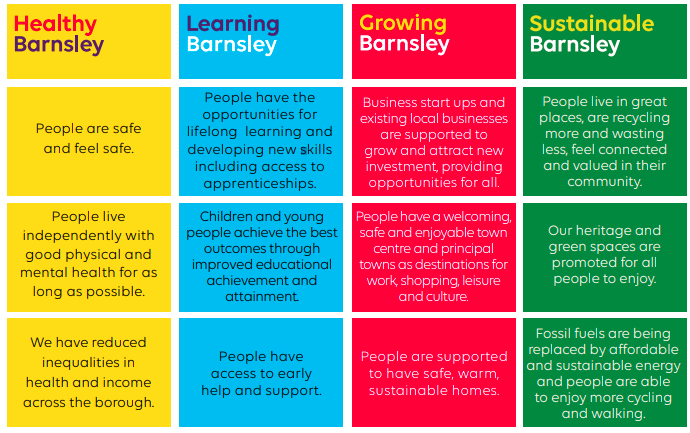 Healthy
Barnsley
Learning
Barnsley
Growing
Barnsley
Sustainable
Barnsley
People are safe
and feel safe.
People have the
opportunities for
lifelong learning and
developing new skills
including access to
apprenticeships.
Business start ups and
existing local businesses
are supported to
grow and attract new
investment, providing
opportunities for all.
People live in great
places, are recycling
more and wasting
less, feel connected
and valued in their
community.
People live
independently with
good physical and
mental health for as
long as possible.
Children and young
people achieve the best
outcomes through
improved educational
achievement and
attainment.
People have a welcoming,
safe and enjoyable town
centre and principal
towns as destinations for
work, shopping, leisure
and culture.
Our heritage and
green spaces are
promoted for all
people to enjoy.
We have reduced
inequalities in
health and income
across the borough.
People have
access to early
help and support.
People are supported
to have safe, warm,
sustainable homes.
Fossil fuels are being
replaced by affordable
and sustainable energy
and people are able
to enjoy more cycling
and walking.